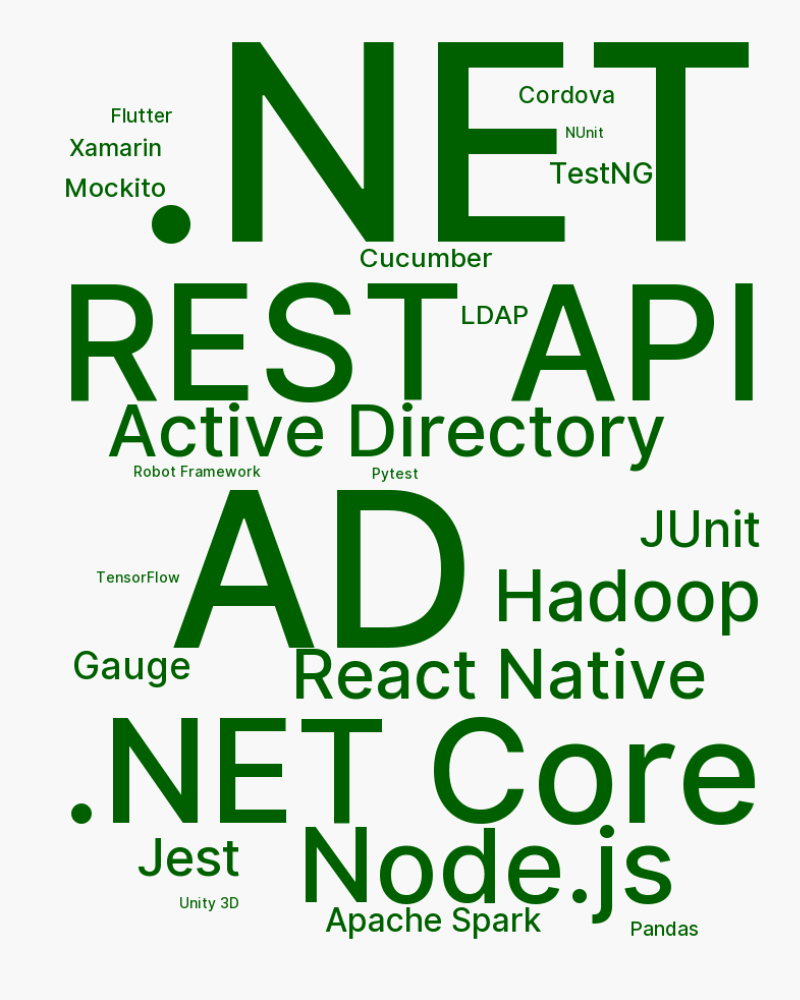 .NET
Cordova
Flutter
NUnit
Xamarin
TestNG
Mockito
Cucumber
REST API
LDAP
Active Directory
Robot Framework
Pytest
AD
JUnit
TensorFlow
Hadoop
Gauge
React Native
.NET Core
Jest
Node.js
Unity 3D
Apache Spark
Pandas